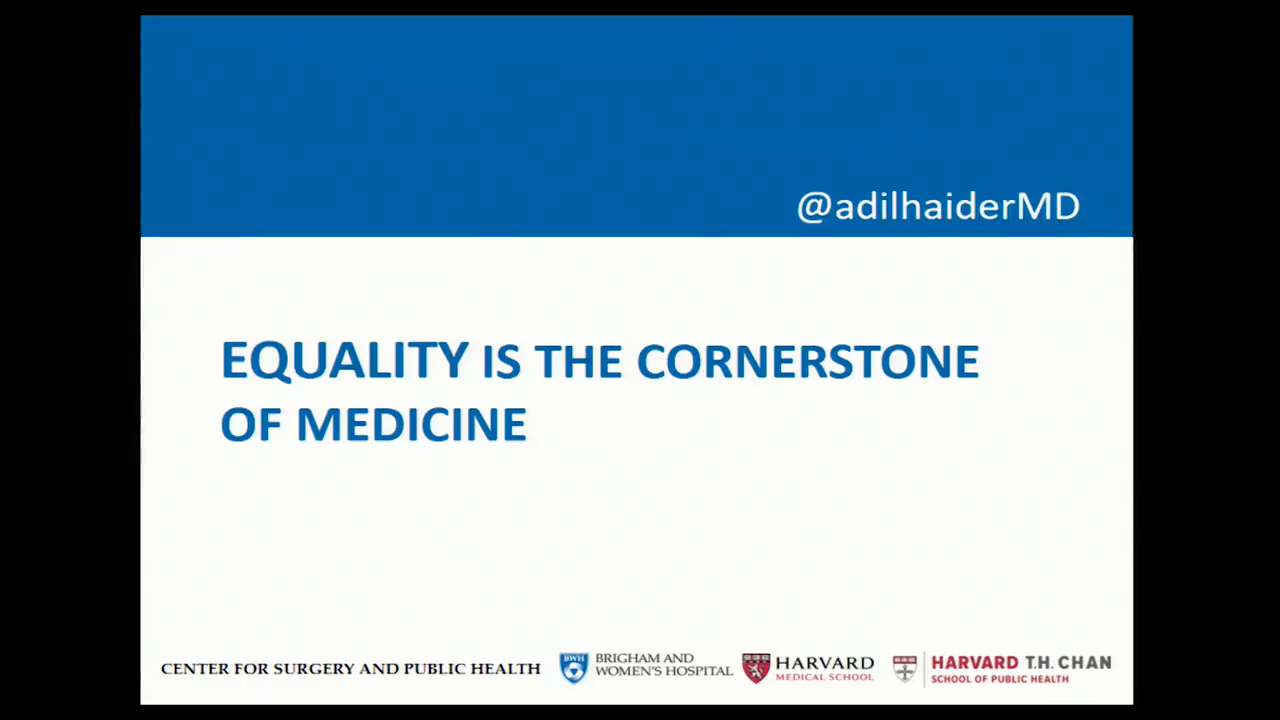 @adilhaiderMD
EQUALITY IS THE CORNERSTONE
OF MEDICINE
CENTER FOR SURGERY AND PUBLIC HEALTH
BWH
BRIGHAM AND
WOMEN'S HOSPITAL
HARVARD
MEDICAL SCHOOL
HARVARD T.H. CHAN
SCHOOL OF PUBLIC HEALTH